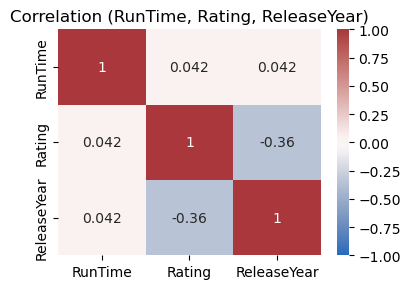 Correlation (RunTime, Rating, ReleaseYear)
RunTime
1
0.042
0.042
Rating
0.042
1
-0.36
ReleaseYear
0.042
-0.36
1
RunTime
Rating
ReleaseYear
1.00
0.75
0.50
0.25
0.00
-0.25
-0.50
-0.75
-1.00